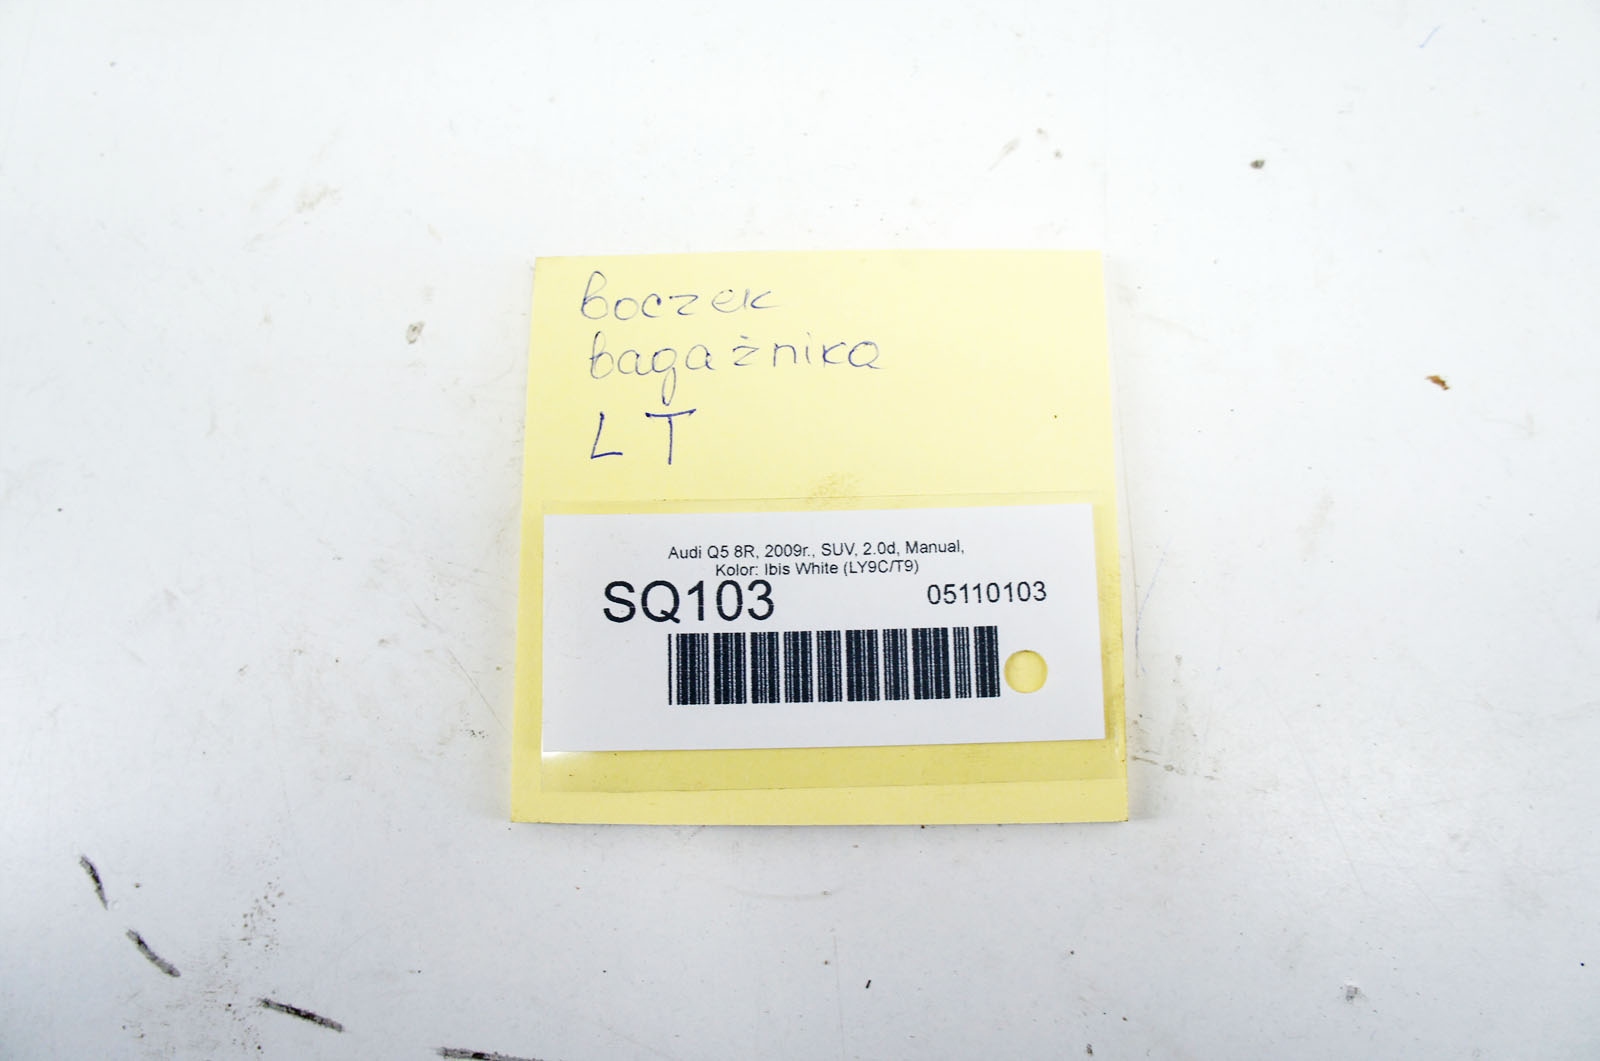 boczek
bagażnika
LT
Audi Q5 8R, 2009r., SUV, 2.0d, Manual,
Kolor: Ibis White (LY9C/T9)
SQ103 05110103